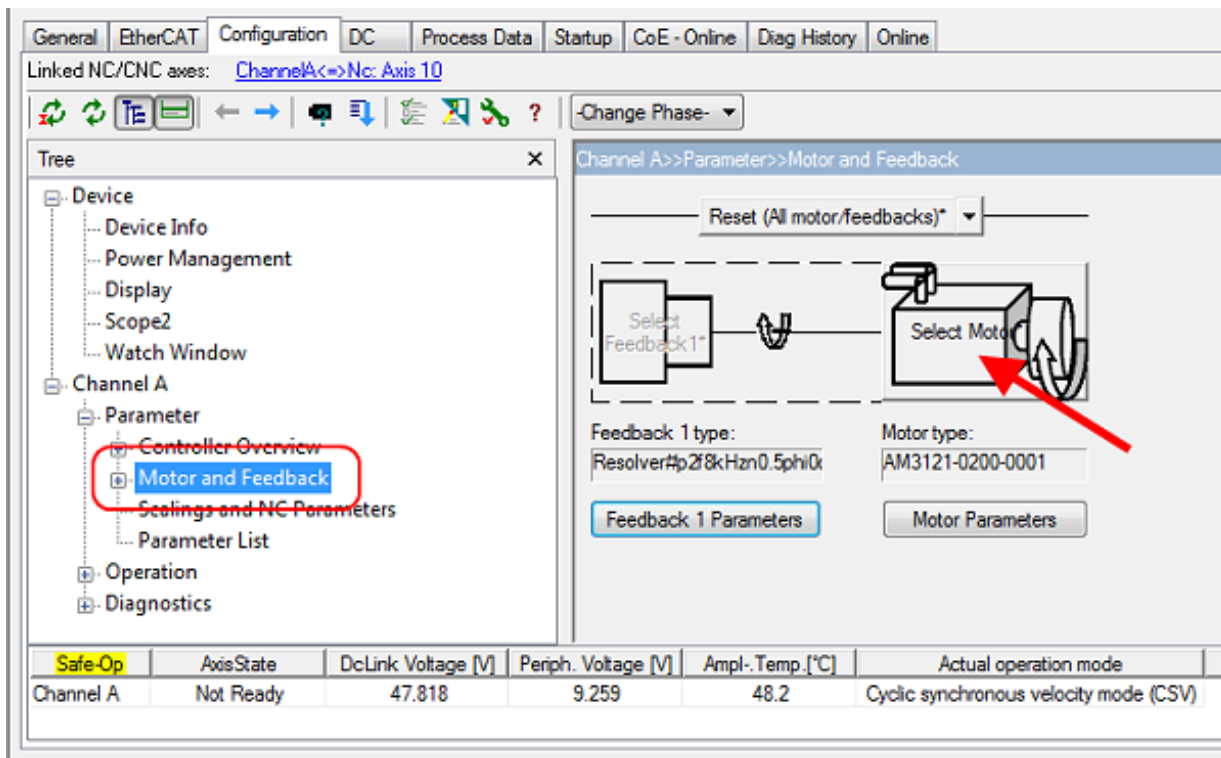 General EtherCAT Configuration DC Process Data Startup CoE - Online Diag History Online
Linked NC/CNC axes: ChannelA<=>Nc: Axis 10
? -Change Phase-
Tree
Device
Device Info
Power Management
Display
Scope2
Watch Window
Channel A
Parameter
Controller Overview
Motor and Feedback
Scalings and NC Parameters
Parameter List
Operation
Diagnostics
Channel A>>Parameter>>Motor and Feedback
Reset (All motor/feedbacks)*
Select
Feedback1*
Select Motor
Feedback 1 type:
Motor type:
Resolver#p2f8kHzn0.5phi0
AM3121-0200-0001
Feedback 1 Parameters
Motor Parameters
Safe-Op AxisState DcLink Voltage [V] Periph. Voltage [V] Ampl-.Temp.[°C] Actual operation mode
Channel A Not Ready 47.818 9.259 48.2 Cyclic synchronous velocity mode (CSV)